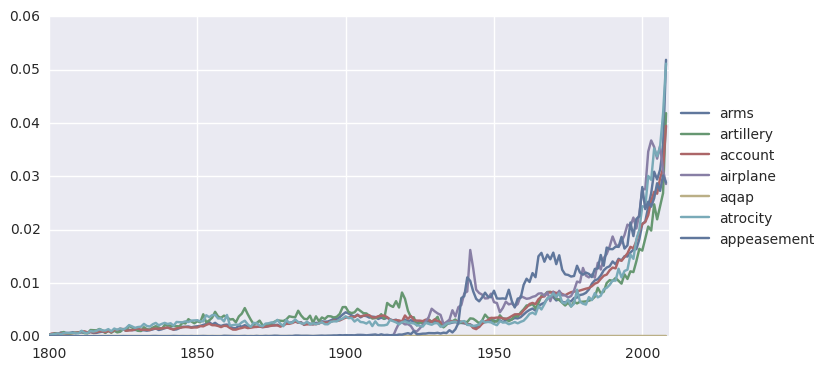 0.06
0.05
0.04
0.03
0.02
0.01
0.00
1800
1850
1900
1950
2000
arms
artillery
account
airplane
aqap
atrocity
appeasement